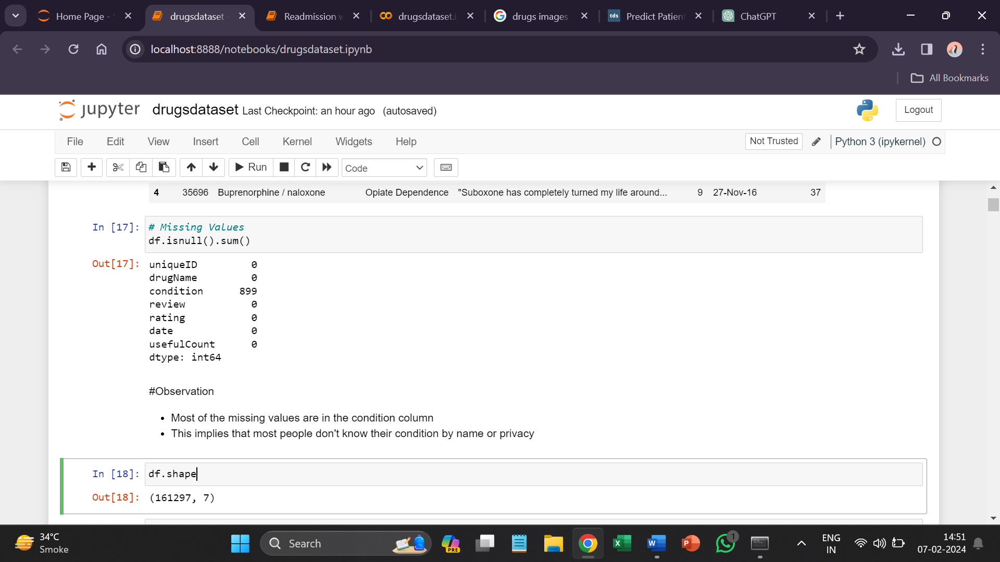 Home Page - S
drugsdataset -
Readmission w
drugsdataset.i
drugs images
tds
Predict Patient
ChatGPT
localhost:8888/notebooks/drugsdataset.ipynb
All Bookmarks
jupyter drugsdataset Last Checkpoint: an hour ago (autosaved)
Logout
File Edit View Insert Cell Kernel Widgets Help
Not Trusted
Python 3 (ipykernel)
Run
Code
4 35696 Buprenorphine / naloxone Opiate Dependence "Suboxone has completely turned my life around... 9 27-Nov-16 37
In [17]: # Missing Values
df.isnull().sum()
Out[17]: uniqueID 0
drugName 0
condition 899
review 0
rating 0
date 0
usefulCount 0
dtype: int64
#Observation
• Most of the missing values are in the condition column
• This implies that most people don't know their condition by name or privacy
In [18]: df.shape
Out[18]: (161297, 7)
34°C
Smoke
Search
PRE
1
ENG
IN
14:51
07-02-2024